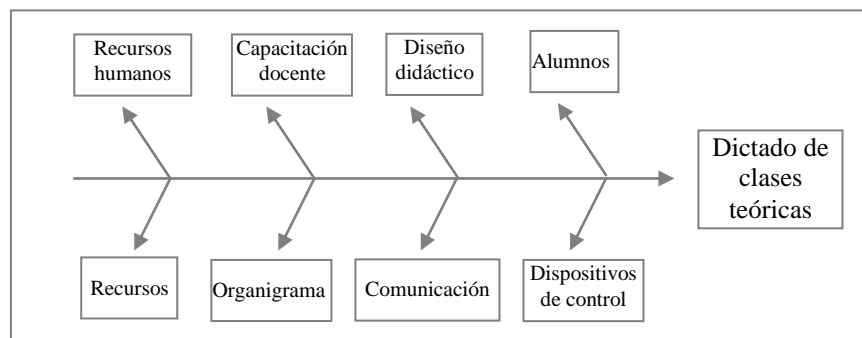 Recursos
humanos
Capacitación
docente
Diseño
didáctico
Alumnos
Dictado de
clases
teóricas
Recursos
Organigrama
Comunicación
Dispositivos
de control